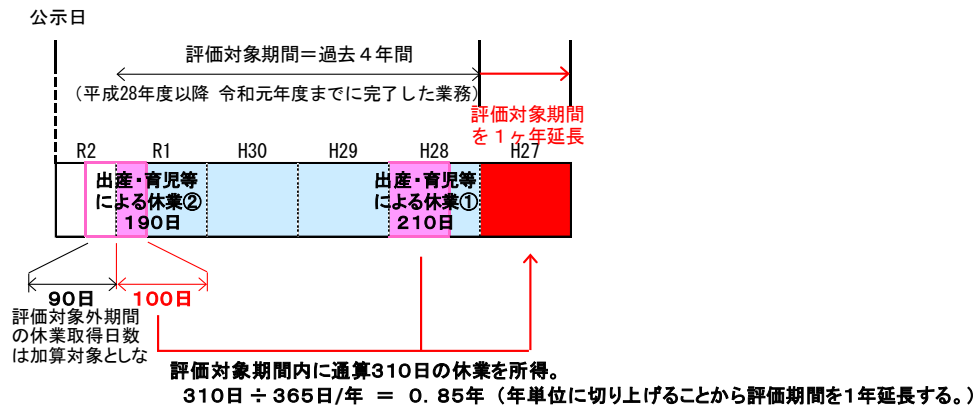 公示日
評価対象期間＝過去４年間
（平成28年度以降 令和元年度までに完了した業務）
評価対象期間
を１ヶ年延長
R2 R1 H30 H29 H28 H27
出産・育児等
による休業②
190日
出産・育児等
による休業①
210日
90日
100日
評価対象外期間
の休業取得日数
は加算対象としな
評価対象期間内に通算310日の休業を所得。
310日 ÷ 365日/年 ＝ 0．85年（年単位に切り上げることから評価期間を1年延長する。）